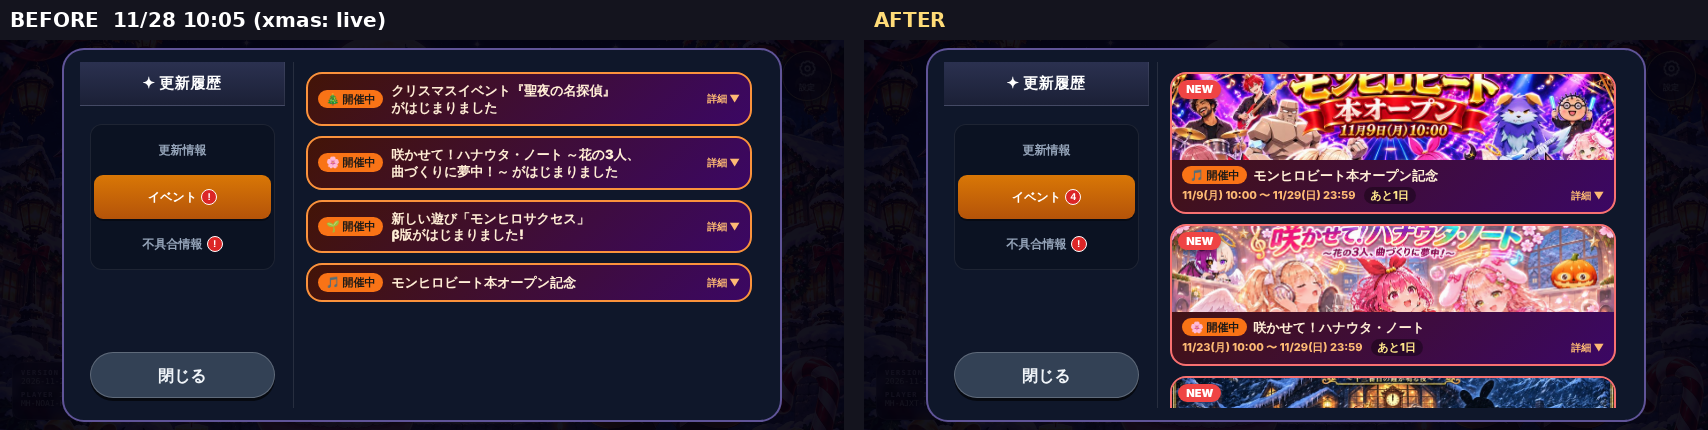 BEFORE 11/28 10:05 (xmas: live)
✦ 更新履歴
更新情報
イベント !
不具合情報 !
閉じる
🎄 開催中 クリスマスイベント『聖夜の名探偵』
がはじまりました
詳細 ▼
🌸 開催中 咲かせて！ハナウタ・ノート ～花の3人、
曲づくりに夢中！～ がはじまりました
詳細 ▼
🌱 開催中 新しい遊び「モンヒロサクセス」
β版がはじまりました!
詳細 ▼
🎵 開催中 モンヒロビート本オープン記念
詳細 ▼
AFTER
✦ 更新履歴
更新情報
イベント 4
不具合情報 !
閉じる
NEW
モンヒロビート
本オープン
11月9日(月) 10:00
🎵 開催中 モンヒロビート本オープン記念
11/9(月) 10:00 〜 11/29(日) 23:59 あと1日
詳細 ▼
NEW
咲かせて！ハナウタ・ノート
～花の3人、曲づくりに夢中！～
🌸 開催中 咲かせて！ハナウタ・ノート
11/23(月) 10:00 〜 11/29(日) 23:59 あと1日
詳細 ▼
NEW